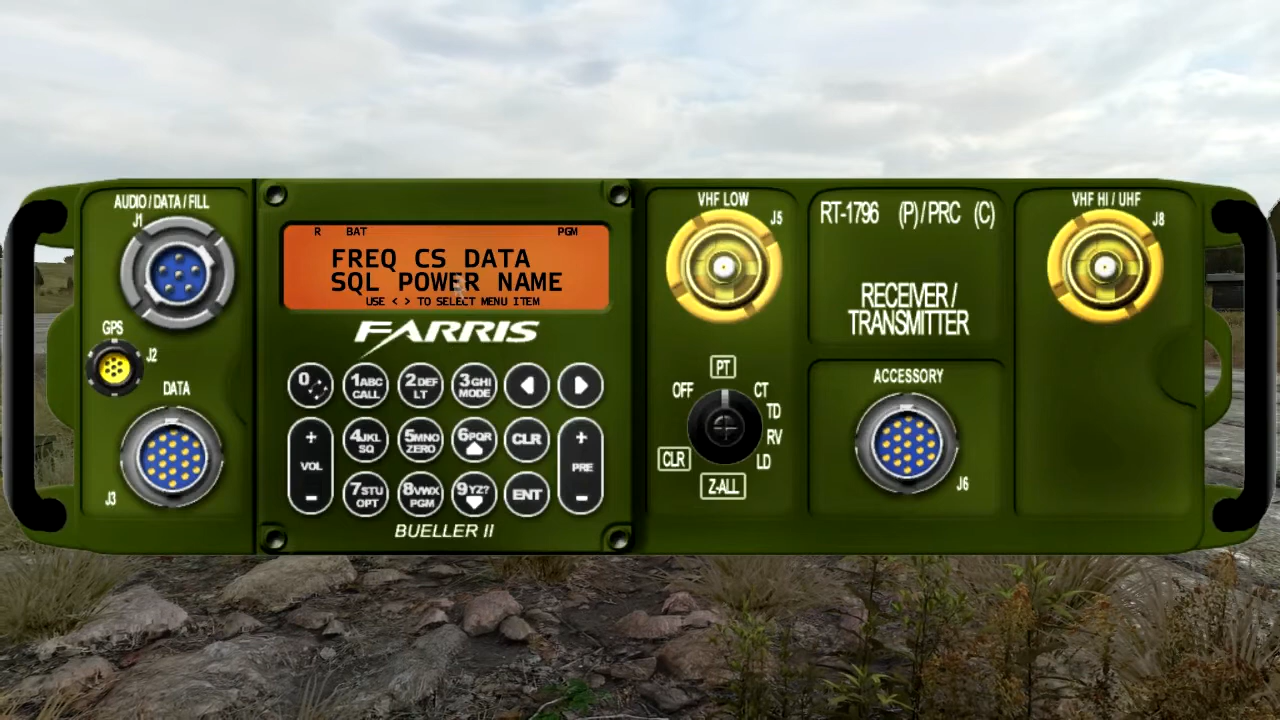 AUDIO / DATA / FILL
J1
GPS
J2
DATA
J3
R BAT PGM
FREQ CS DATA
SQL POWER NAME
USE < > TO SELECT MENU ITEM
FARRIS
0
1ABC
CALL
2DEF
LT
3GHI
MODE
4JKL
SQ
5MNO
ZERO
6PQR
CLR
7STU
OPT
8VWX
PGM
9YZ?
ENT
+
VOL
-
+
PRE
-
BUELLER II
VHF LOW
J5
PT
OFF
CT
TD
RV
LD
CLR
Z-ALL
RT-1796 (P)/PRC (C)
RECEIVER /
TRANSMITTER
ACCESSORY
J6
VHF HI / UHF
J8